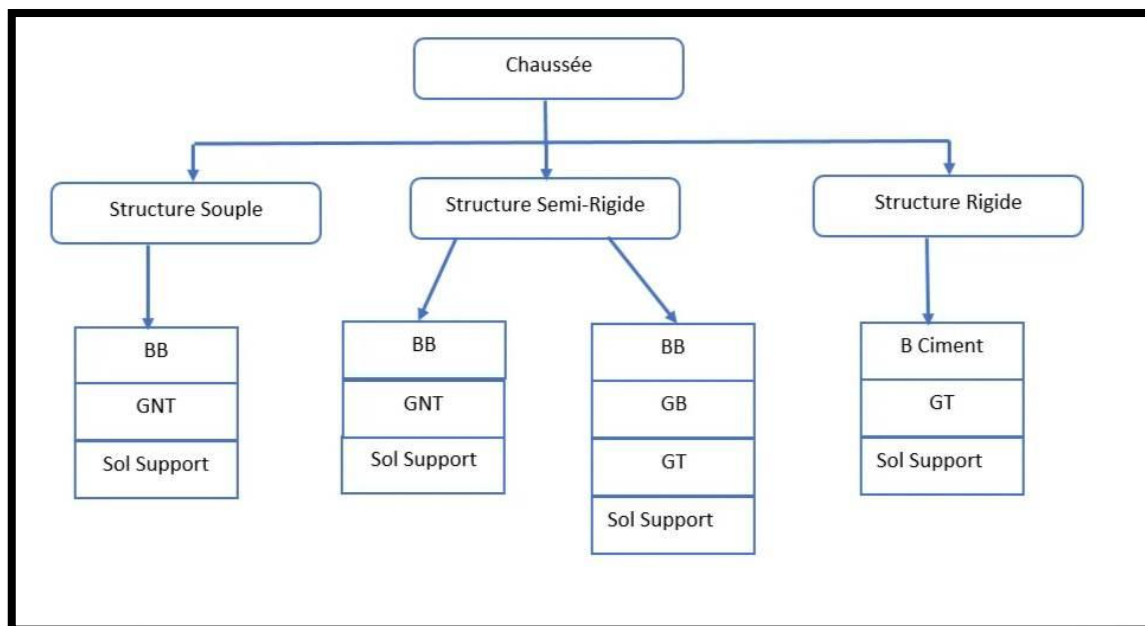 Chaussée
Structure Souple
Structure Semi-Rigide
Structure Rigide
BB
GNT
Sol Support
BB
GNT
Sol Support
BB
GB
GT
Sol Support
B Ciment
GT
Sol Support